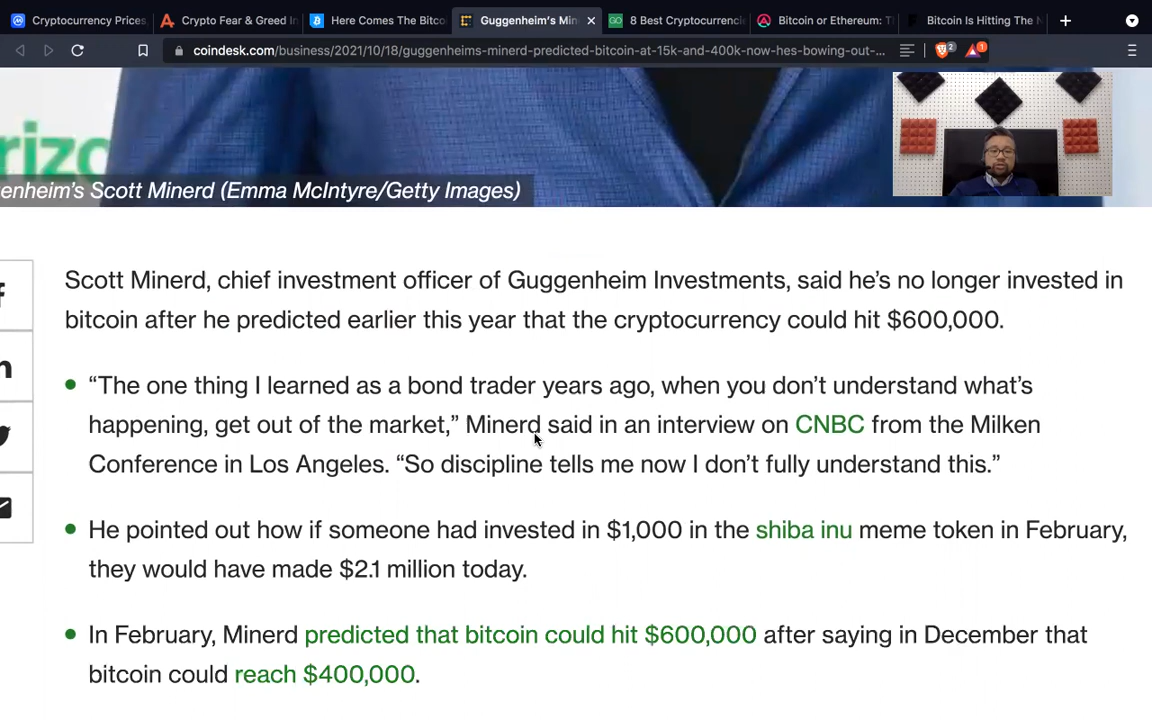 Cryptocurrency Prices,
Crypto Fear & Greed In
Here Comes The Bitco
Guggenheim's Min
8 Best Cryptocurrenci
Bitcoin or Ethereum: T
Bitcoin Is Hitting The N
coindesk.com/business/2021/10/18/guggenheims-minerd-predicted-bitcoin-at-15k-and-400k-now-hes-bowing-out-...
2
1
rizo
enheim's Scott Minerd (Emma McIntyre/Getty Images)
Scott Minerd, chief investment officer of Guggenheim Investments, said he's no longer invested in
bitcoin after he predicted earlier this year that the cryptocurrency could hit $600,000.
“The one thing I learned as a bond trader years ago, when you don't understand what's
happening, get out of the market,” Minerd said in an interview on CNBC from the Milken
Conference in Los Angeles. “So discipline tells me now I don't fully understand this.”
He pointed out how if someone had invested in $1,000 in the shiba inu meme token in February,
they would have made $2.1 million today.
In February, Minerd predicted that bitcoin could hit $600,000 after saying in December that
bitcoin could reach $400,000.